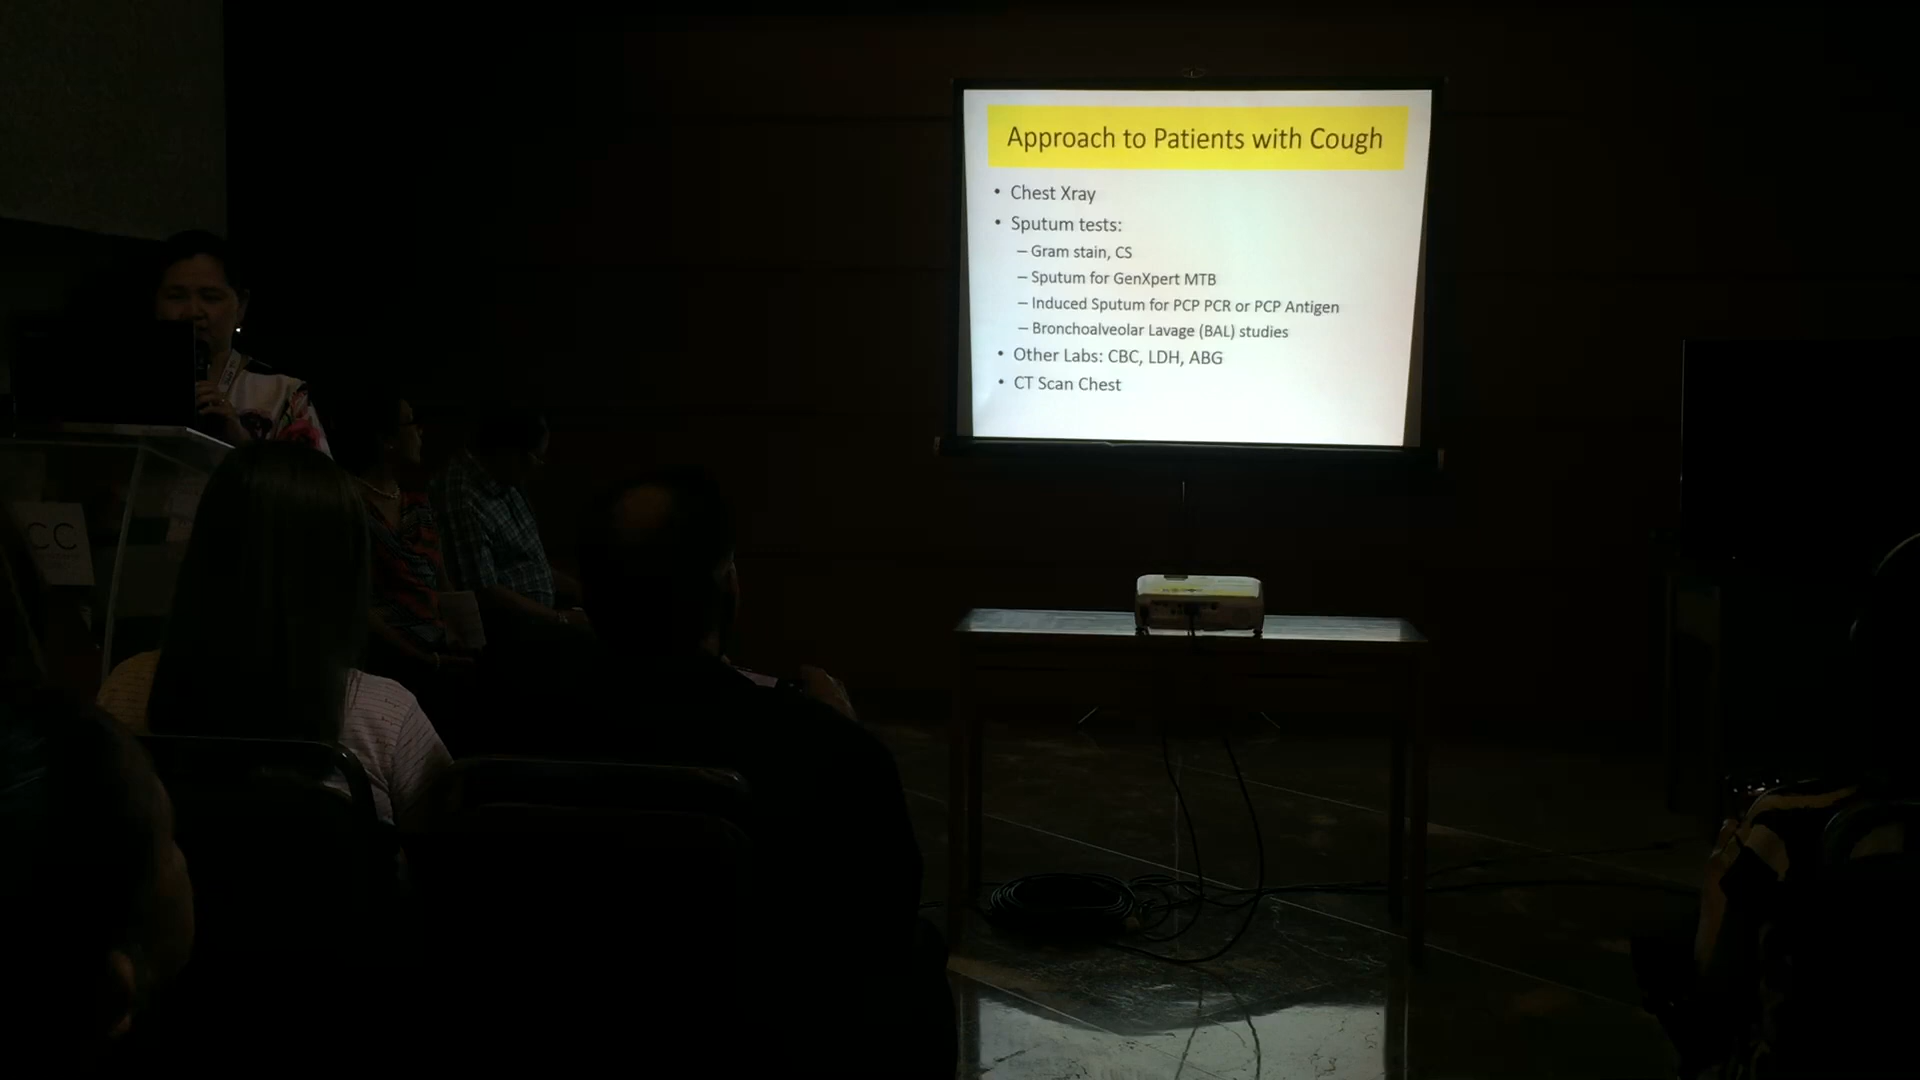 Approach to Patients with Cough
• Chest Xray
• Sputum tests:
– Gram stain, CS
– Sputum for GenXpert MTB
– Induced Sputum for PCP PCR or PCP Antigen
– Bronchoalveolar Lavage (BAL) studies
• Other Labs: CBC, LDH, ABG
• CT Scan Chest
CC